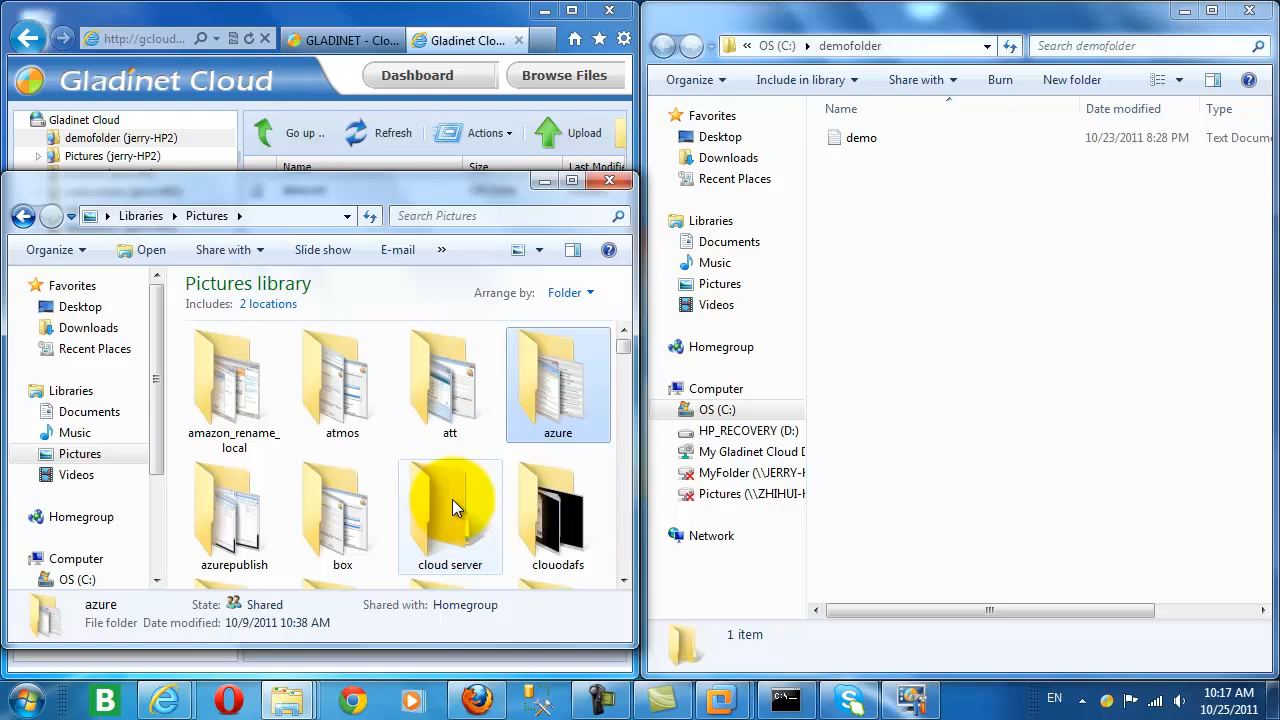 http://gcloud...
GLADINET - Clo...
Gladinet Clo...
Gladinet Cloud
Dashboard
Browse Files
Gladinet Cloud
demofolder (jerry-HP2)
Pictures (jerry-HP2)
Go up ..
Refresh
Actions
Upload
Name
Size
Last Modifie
Libraries
Pictures
Search Pictures
Organize
Open
Share with
Slide show
E-mail
»
Favorites
Desktop
Downloads
Recent Places
Libraries
Documents
Music
Pictures
Videos
Homegroup
Computer
OS (C:)
Pictures library
Includes: 2 locations
Arrange by: Folder
amazon_rename_
local
atmos
att
azure
azurepublish
box
cloud server
clouodafs
azure
State: Shared
Shared with: Homegroup
File folder Date modified: 10/9/2011 10:38 AM
« OS (C:)
demofolder
Search demofolder
Organize
Include in library
Share with
Burn
New folder
Favorites
Desktop
Downloads
Recent Places
Libraries
Documents
Music
Pictures
Videos
Homegroup
Computer
OS (C:)
HP_RECOVERY (D:)
My Gladinet Cloud D
MyFolder (\\JERRY-H
Pictures (\\ZHIHUI-H
Network
Name
Date modified
Type
demo
10/23/2011 8:28 PM
Text Docume
1 item
B
EN
10:17 AM
10/25/2011